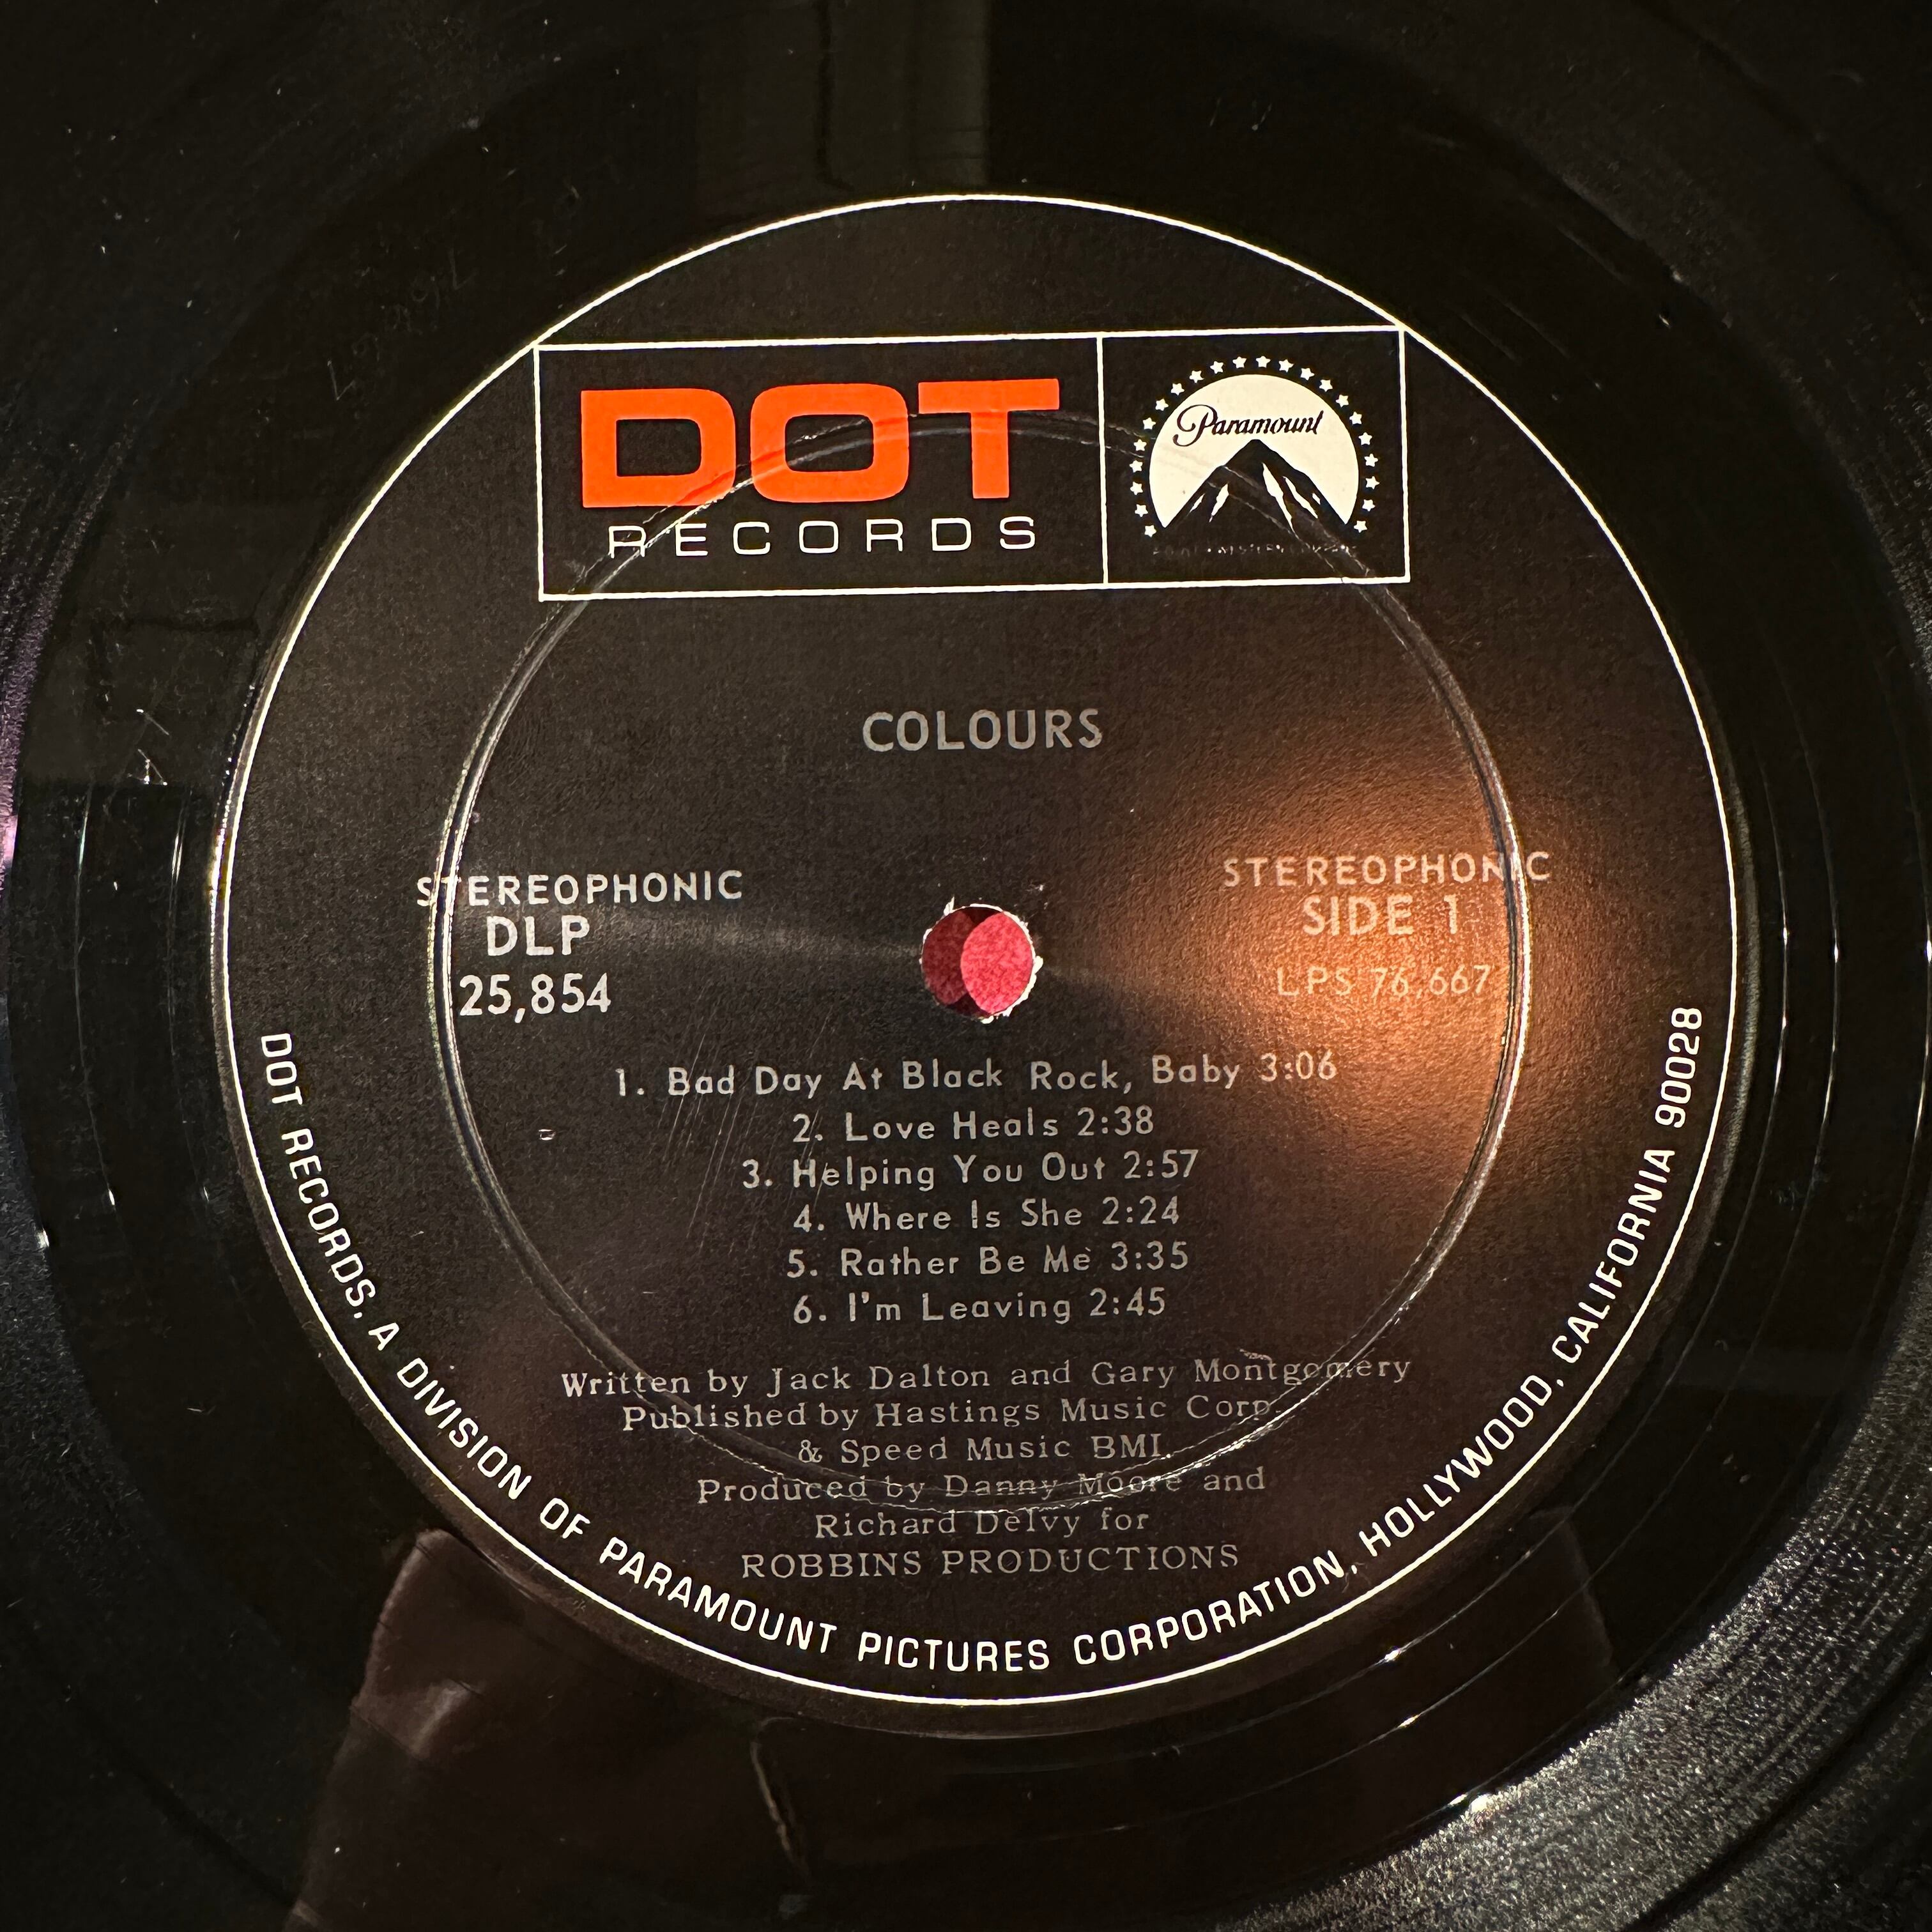 DOT
RECORDS
Paramount
COLOURS
STEREOPHONIC
DLP
25,854
STEREOPHONIC
SIDE 1
LPS 76,667
1. Bad Day At Black Rock, Baby 3:06
2. Love Heals 2:38
3. Helping You Out 2:57
4. Where Is She 2:24
5. Rather Be Me 3:35
6. I'm Leaving 2:45
Written by Jack Dalton and Gary Montgomery
Published by Hastings Music Corp.
& Speed Music BMI.
Produced by Danny Moore and
Richard Delvy for
ROBBINS PRODUCTIONS
DOT RECORDS, A DIVISION OF PARAMOUNT PICTURES CORPORATION, HOLLYWOOD, CALIFORNIA 90028